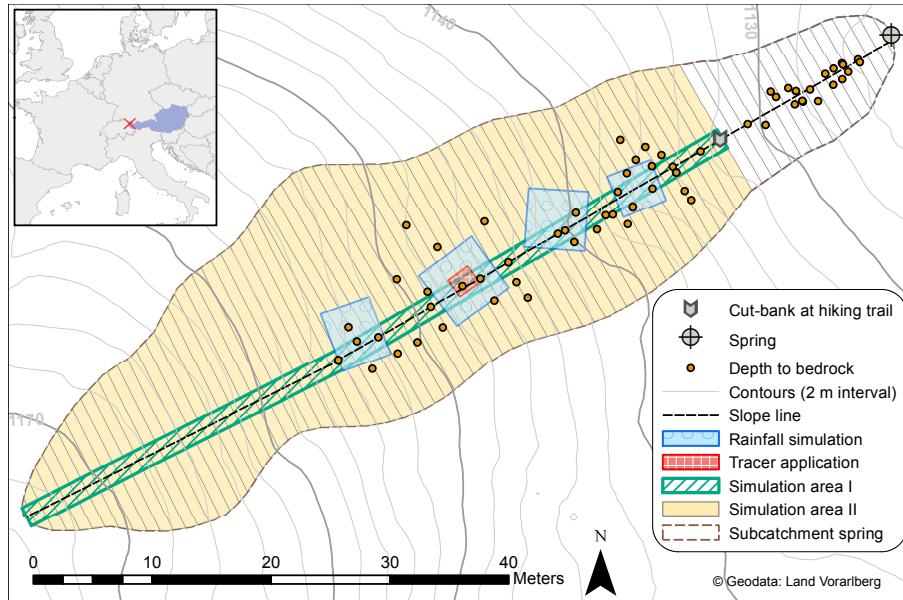 1140
1130
1170
Cut-bank at hiking trail
Spring
Depth to bedrock
Contours (2 m interval)
Slope line
Rainfall simulation
Tracer application
Simulation area I
Simulation area II
Subcatchment spring
N
0 10 20 30 40
Meters
© Geodata: Land Vorarlberg